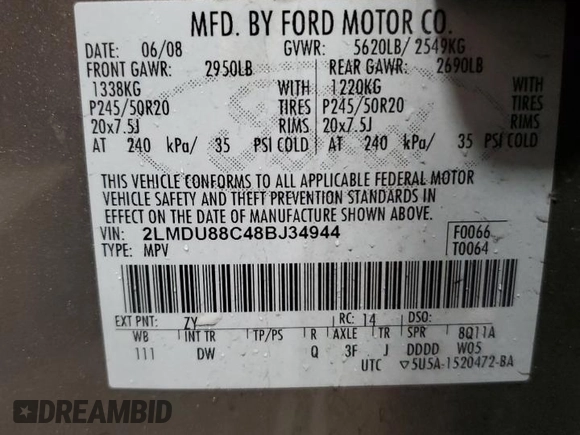 MFD. BY FORD MOTOR CO.
DATE: 06/08 GVWR: 5620LB/ 2549KG
FRONT GAWR: 2950LB REAR GAWR: 2690LB
1338KG WITH 1220KG WITH
P245/50R20 TIRES P245/50R20 TIRES
20x7.5J RIMS 20x7.5J RIMS
AT 240 kPa/ 35 PSI COLD AT 240 kPa/ 35 PSI COLD
THIS VEHICLE CONFORMS TO ALL APPLICABLE FEDERAL MOTOR
VEHICLE SAFETY AND THEFT PREVENTION STANDARDS IN
EFFECT ON THE DATE OF MANUFACTURE SHOWN ABOVE.
VIN: 2LMDU88C48BJ34944 F0066
TYPE: MPV T0064
EXT PNT: ZY RC: 14 DSO:
WB INT TR TP/PS R AXLE TR SPR 8Q11A
111 DW Q 3F J DDDD W05
UTC ▽5U5A-1520472-BA
DREAMBID